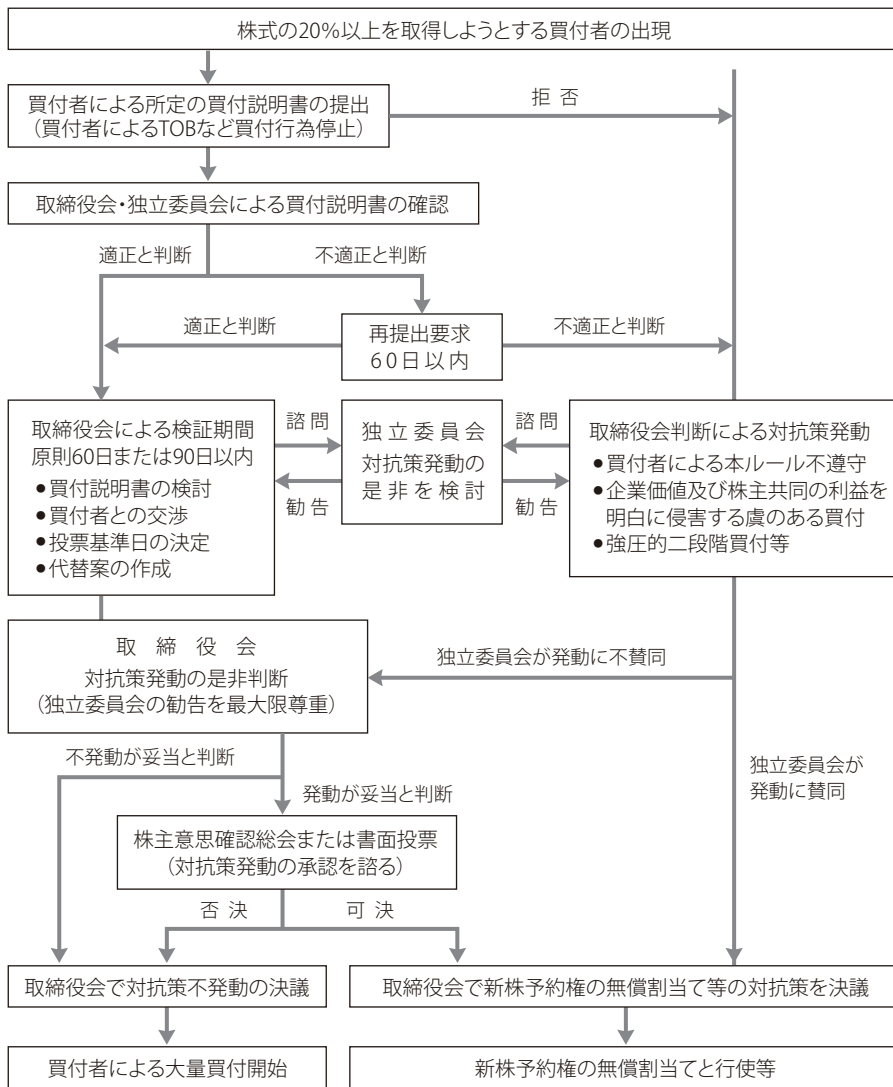 株式の20%以上を取得しようとする買付者の出現
買付者による所定の買付説明書の提出
（買付者によるTOBなど買付行為停止）
拒 否
取締役会・独立委員会による買付説明書の確認
適正と判断
不適正と判断
適正と判断
再提出要求
60日以内
不適正と判断
取締役会による検証期間
原則60日または90日以内
●買付説明書の検討
●買付者との交渉
●投票基準日の決定
●代替案の作成
諮 問
勧 告
独 立 委 員 会
対抗策発動の
是 非 を 検 討
諮 問
勧 告
取締役会判断による対抗策発動
●買付者による本ルール不遵守
●企業価値及び株主共同の利益を
明白に侵害する虞のある買付
●強圧的二段階買付等
取 締 役 会
対抗策発動の是非判断
（独立委員会の勧告を最大限尊重）
独立委員会が発動に不賛同
不発動が妥当と判断
発動が妥当と判断
独立委員会が
発動に賛同
株主意思確認総会または書面投票
（対抗策発動の承認を諮る）
否 決
可 決
取締役会で対抗策不発動の決議
取締役会で新株予約権の無償割当て等の対抗策を決議
買付者による大量買付開始
新株予約権の無償割当てと行使等